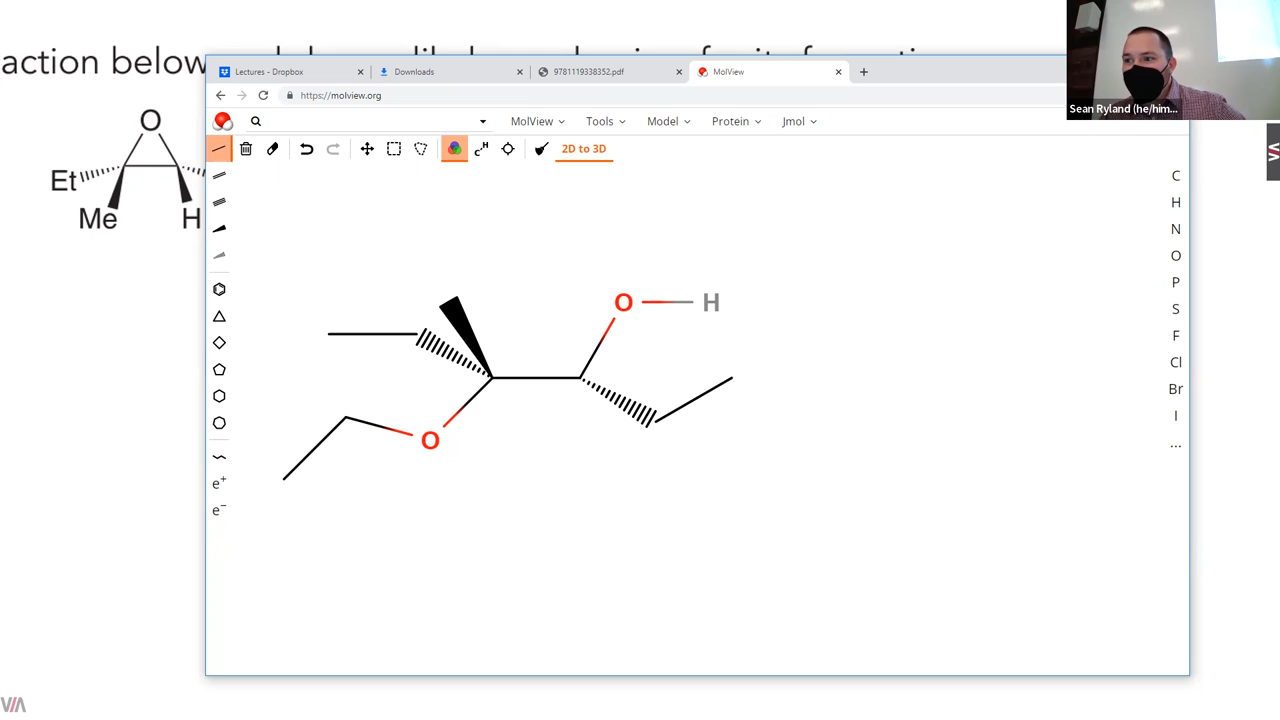 action below
Lectures - Dropbox
Downloads
9781119338352.pdf
MolView
https://molview.org
MolView
Tools
Model
Protein
Jmol
2D to 3D
Sean Ryland (he/him...
O
Et
Me
H
O
H
O
C
H
N
O
P
S
F
Cl
Br
I
...
e+
e−
C H
VIA